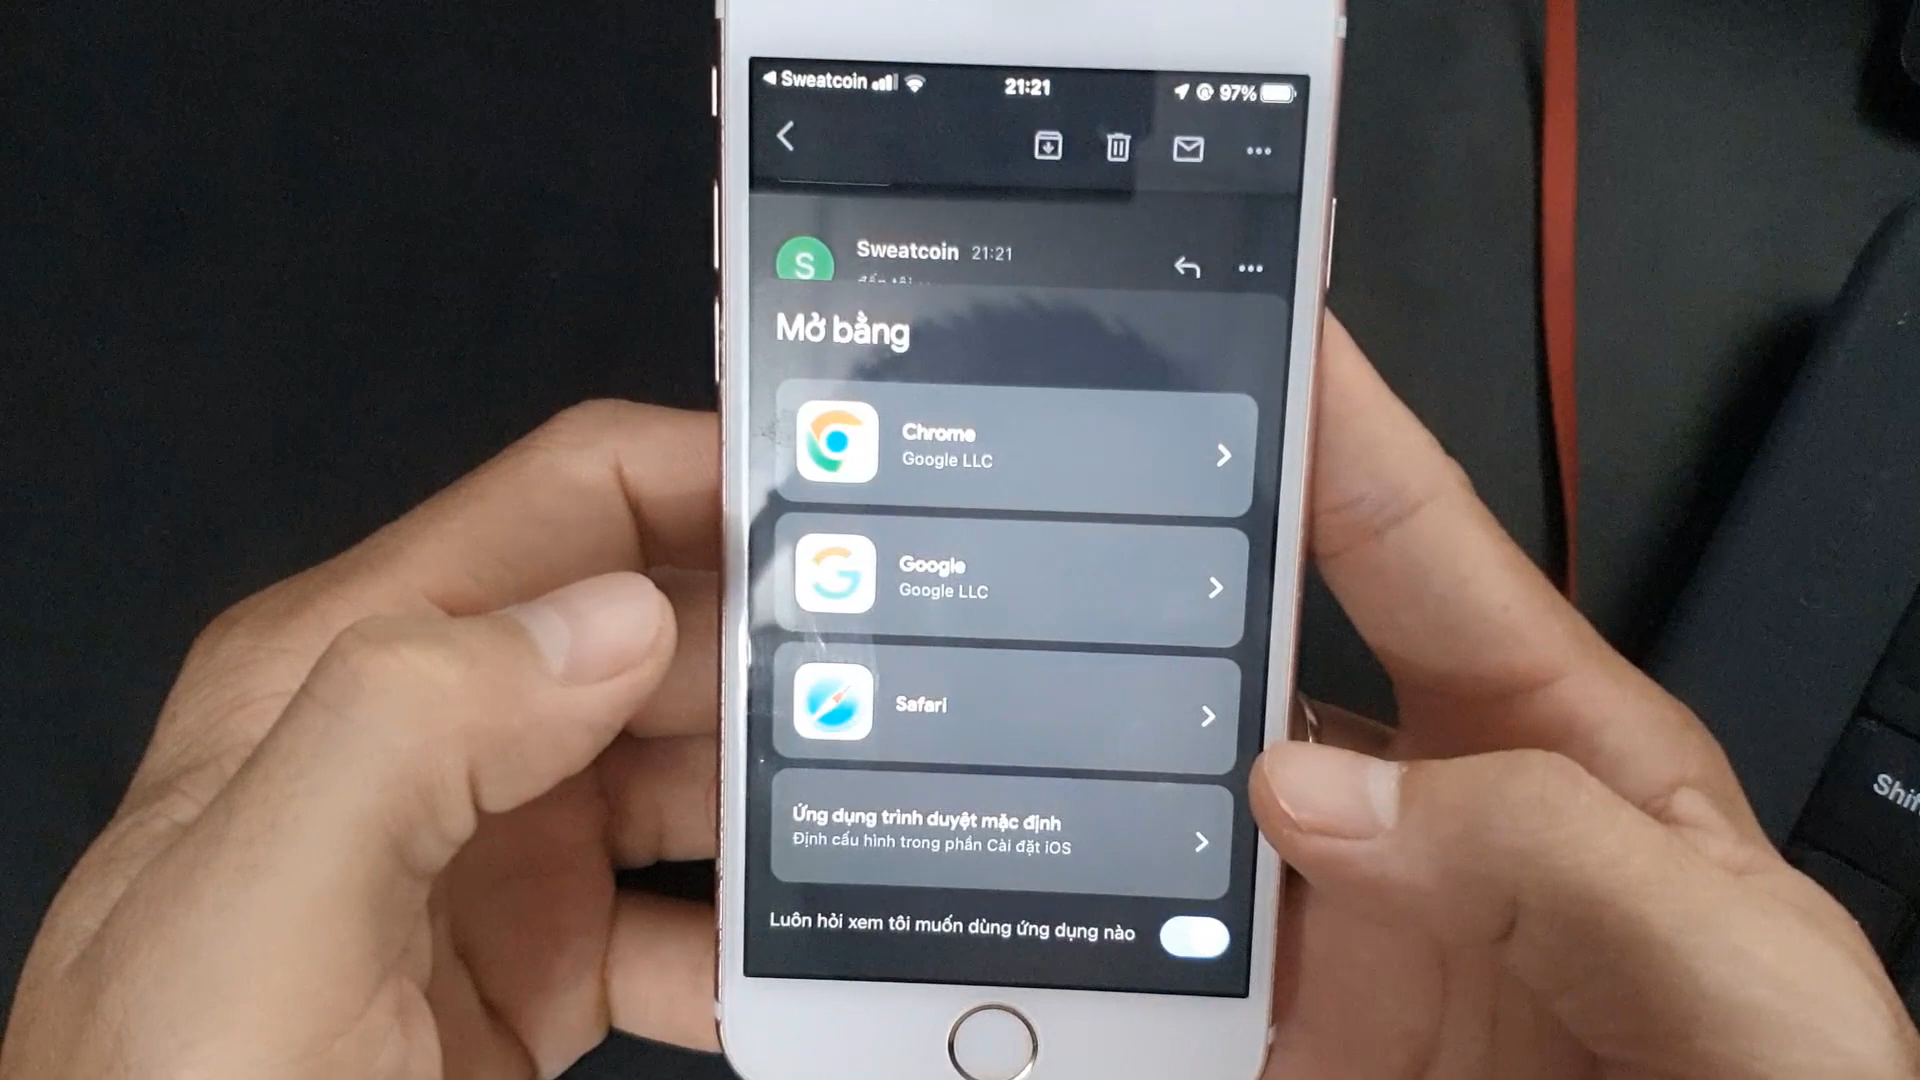 Sweatcoin
21:21
97%
S
Sweatcoin 21:21
Mở bằng
Chrome
Google LLC
Google
Google LLC
Safari
Ứng dụng trình duyệt mặc định
Định cấu hình trong phần Cài đặt iOS
Luôn hỏi xem tôi muốn dùng ứng dụng nào